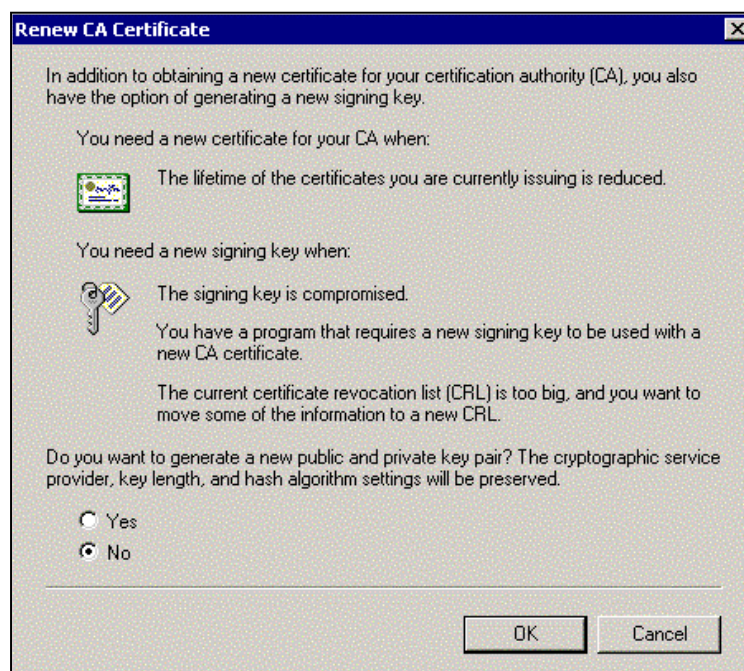 Renew CA Certificate
In addition to obtaining a new certificate for your certification authority (CA), you also
have the option of generating a new signing key.
You need a new certificate for your CA when:
The lifetime of the certificates you are currently issuing is reduced.
You need a new signing key when:
The signing key is compromised.
You have a program that requires a new signing key to be used with a
new CA certificate.
The current certificate revocation list (CRL) is too big, and you want to
move some of the information to a new CRL.
Do you want to generate a new public and private key pair? The cryptographic service
provider, key length, and hash algorithm settings will be preserved.
Yes
No
OK Cancel